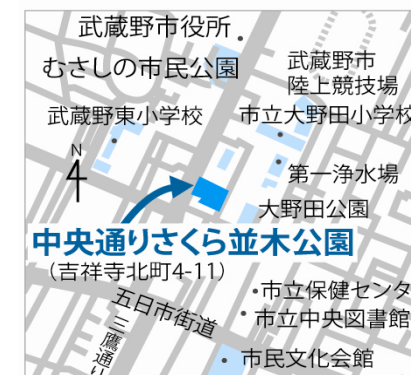 武蔵野市役所
むさしの市民公園
武蔵野市
陸上競技場
武蔵野東小学校
市立大野田小学校
N
第一浄水場
大野田公園
中央通りさくら並木公園
（吉祥寺北町4-11）
・市立保健センタ
五日市街道
・市立中央図書館
三鷹通り
・市民文化会館